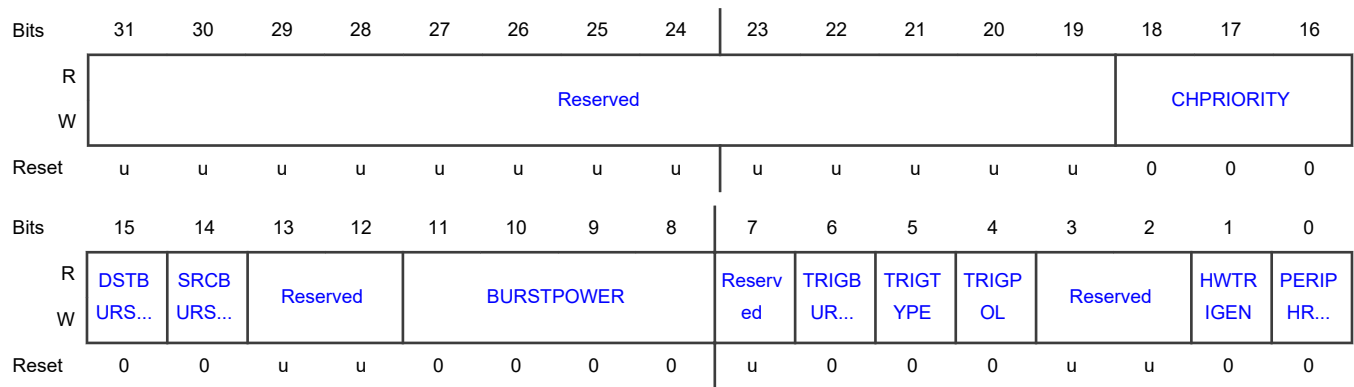 Bits 31 30 29 28 27 26 25 24 23 22 21 20 19 18 17 16
R
Reserved CHPRIORITY
W
Reset u u u u u u u u u u u u u 0 0 0
Bits 15 14 13 12 11 10 9 8 7 6 5 4 3 2 1 0
R DSTB SRCB Reserved BURSTPOWER Reserv TRIGB TRIGT TRIGP Reserved HWTR PERIP
W URS... URS... ed UR... YPE OL IGEN HR...
Reset 0 0 u u 0 0 0 0 u 0 0 0 u u 0 0